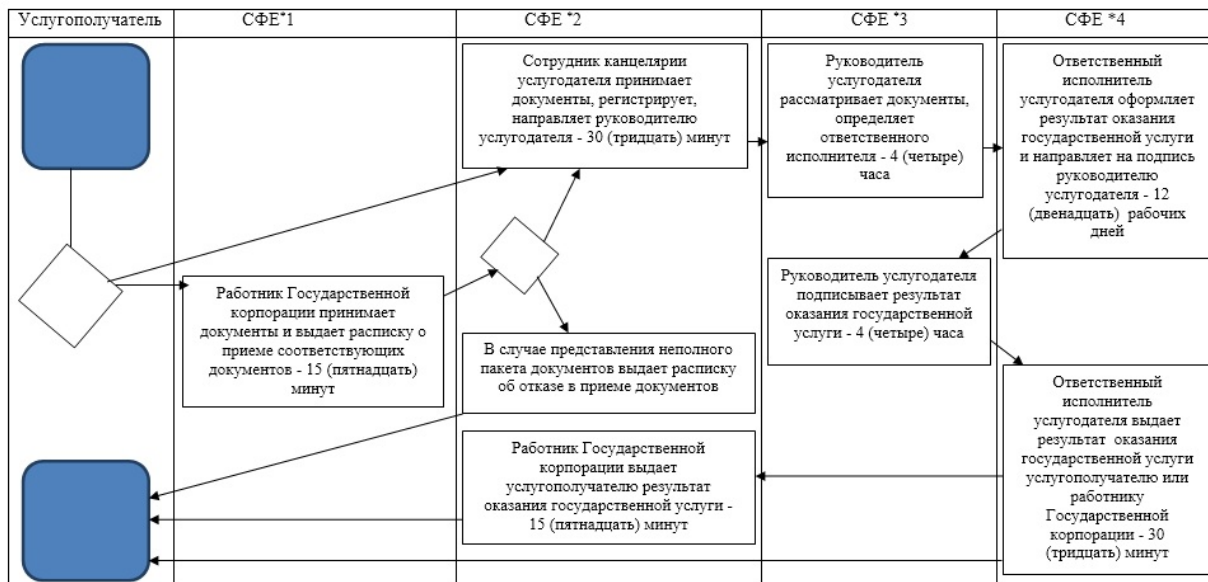 Услугополучатель
СФЕ*1
СФЕ *2
СФЕ *3
СФЕ *4
Сотрудник канцелярии
услугодателя принимает
документы, регистрирует,
направляет руководителю
услугодателя - 30 (тридцать) минут
Руководитель
услугодателя
рассматривает документы,
определяет
ответственного
исполнителя - 4 (четыре)
часа
Ответственный
исполнитель
услугодателя оформляет
результат оказания
государственной услуги
и направляет на подпись
руководителю
услугодателя - 12
(двенадцать) рабочих
дней
Работник Государственной
корпорации принимает
документы и выдает расписку о
приеме соответствующих
документов - 15 (пятнадцать)
минут
Руководитель услугодателя
подписывает результат
оказания государственной
услуги - 4 (четыре) часа
В случае представления неполного
пакета документов выдает расписку
об отказе в приеме документов
Ответственный
исполнитель
услугодателя выдает
результат оказания
государственной услуги
услугополучателю или
работнику
Государственной
корпорации - 30
(тридцать) минут
Работник Государственной
корпорации выдает
услугополучателю результат
оказания государственной услуги -
15 (пятнадцать) минут